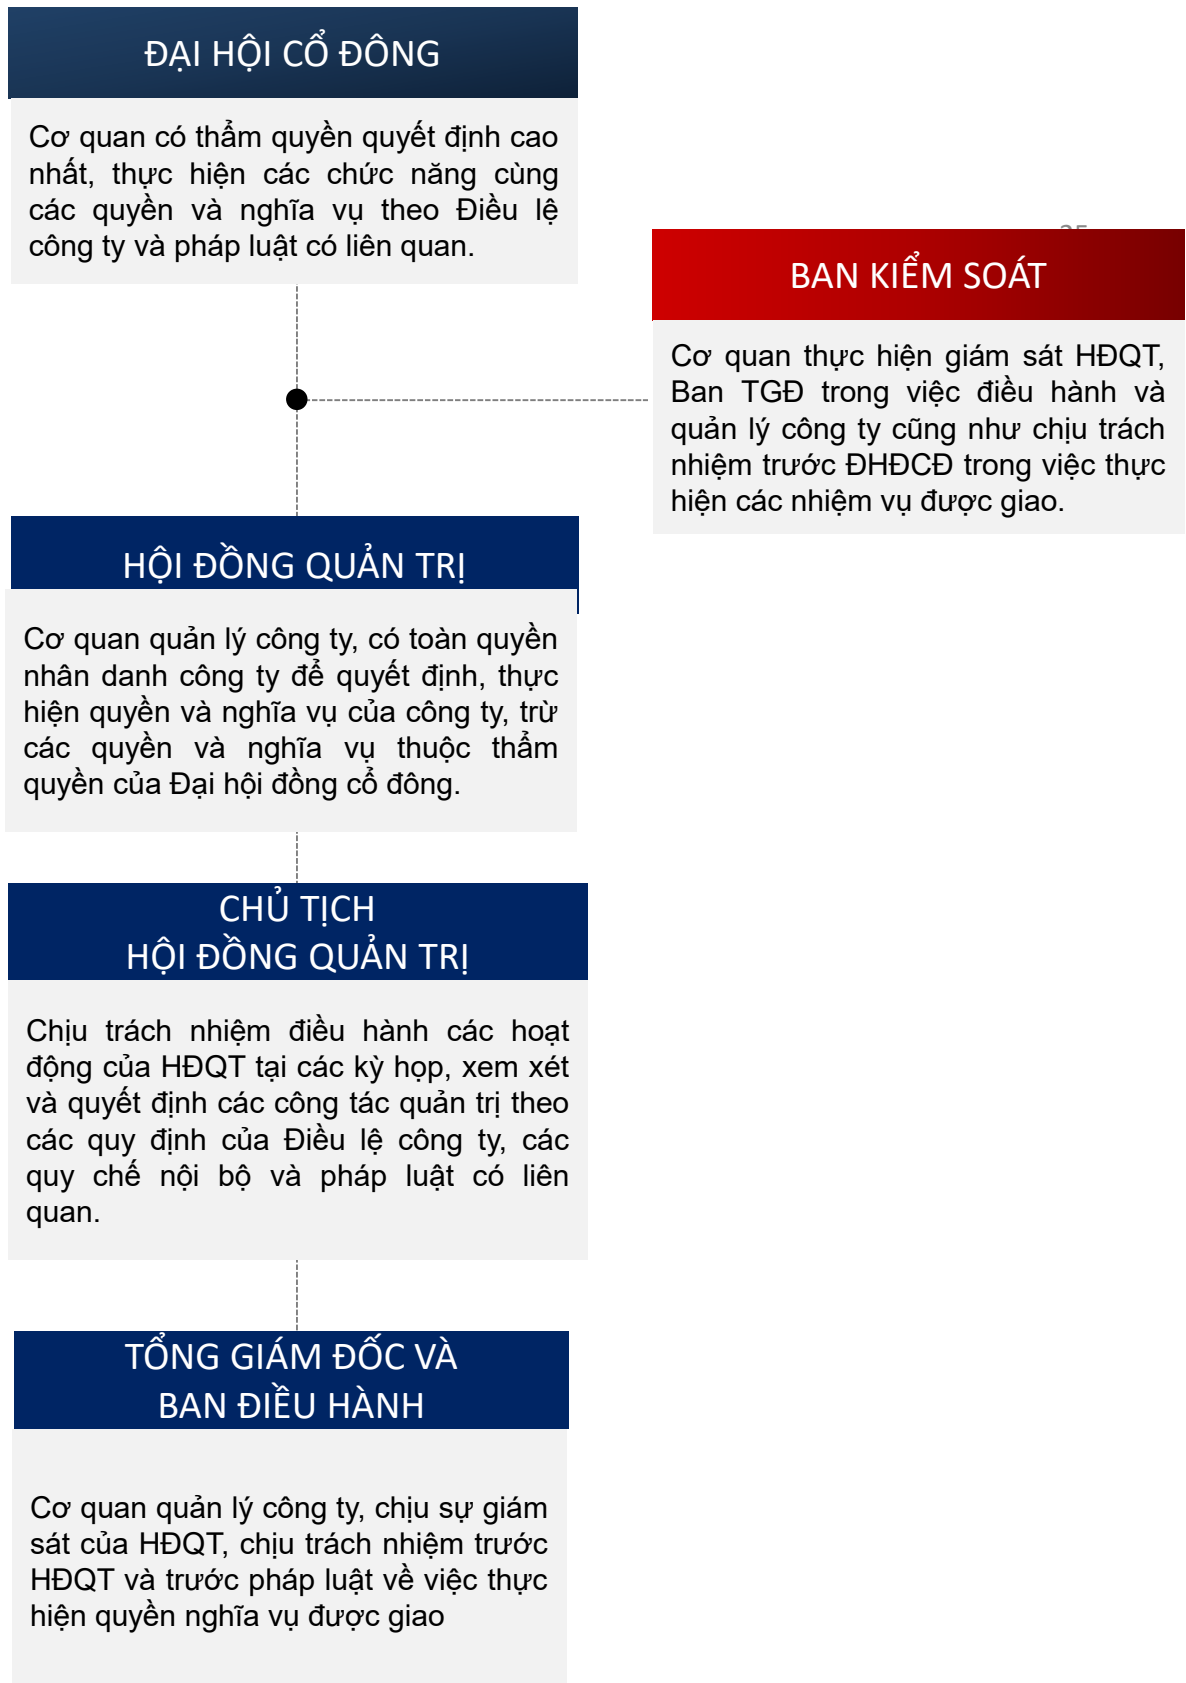 ĐẠI HỘI CỔ ĐÔNG
Cơ quan có thẩm quyền quyết định cao
nhất, thực hiện các chức năng cùng
các quyền và nghĩa vụ theo Điều lệ
công ty và pháp luật có liên quan.
BAN KIỂM SOÁT
Cơ quan thực hiện giám sát HĐQT,
Ban TGĐ trong việc điều hành và
quản lý công ty cũng như chịu trách
nhiệm trước ĐHĐCĐ trong việc thực
hiện các nhiệm vụ được giao.
HỘI ĐỒNG QUẢN TRỊ
Cơ quan quản lý công ty, có toàn quyền
nhân danh công ty để quyết định, thực
hiện quyền và nghĩa vụ của công ty, trừ
các quyền và nghĩa vụ thuộc thẩm
quyền của Đại hội đồng cổ đông.
CHỦ TỊCH
HỘI ĐỒNG QUẢN TRỊ
Chịu trách nhiệm điều hành các hoạt
động của HĐQT tại các kỳ họp, xem xét
và quyết định các công tác quản trị theo
các quy định của Điều lệ công ty, các
quy chế nội bộ và pháp luật có liên
quan.
TỔNG GIÁM ĐỐC VÀ
BAN ĐIỀU HÀNH
Cơ quan quản lý công ty, chịu sự giám
sát của HĐQT, chịu trách nhiệm trước
HĐQT và trước pháp luật về việc thực
hiện quyền nghĩa vụ được giao